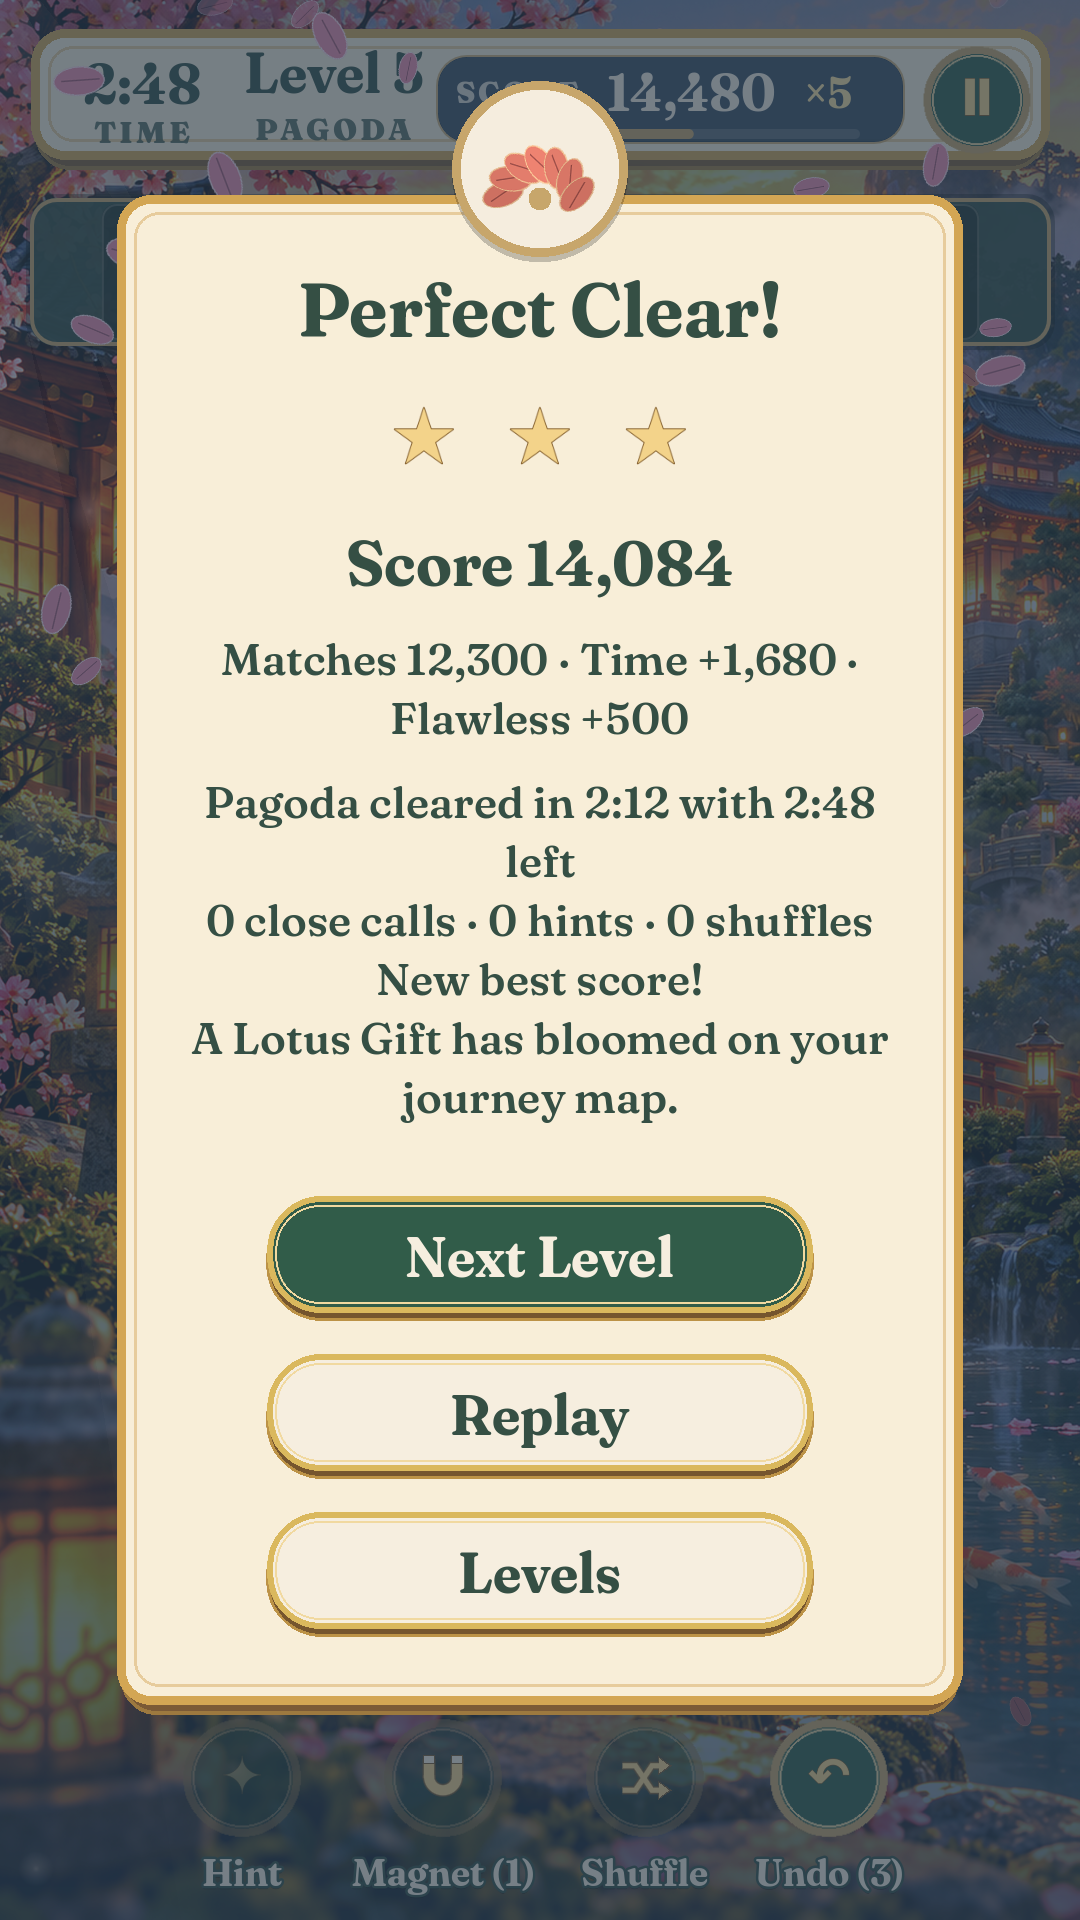 2:48
TIME
Level 5
PAGODA
14,480 ×5
Perfect Clear!
Score 14,084
Matches 12,300 · Time +1,680 ·
Flawless +500
Pagoda cleared in 2:12 with 2:48
left
0 close calls · 0 hints · 0 shuffles
New best score!
A Lotus Gift has bloomed on your
journey map.
Next Level
Replay
Levels
Hint
Magnet (1)
Shuffle
Undo (3)